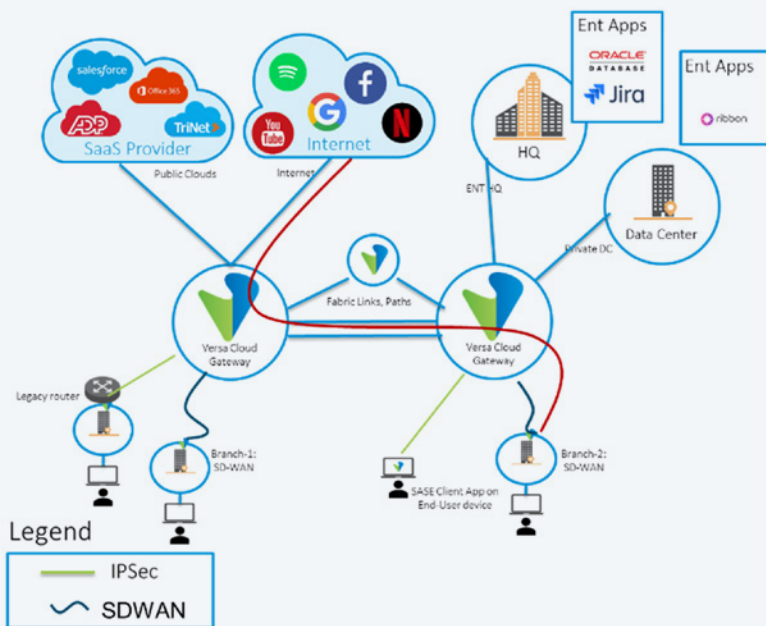 Ent Apps
ORACLE
DATABASE
Jira
Ent Apps
ribbon
salesforce
Office 365
ADP
TriNet
SaaS Provider
You
Tube
Internet
HQ
Data Center
Public Clouds
Internet
ENT HQ
Private DC
Fabric Links, Paths
Versa Cloud
Gateway
Versa Cloud
Gateway
Legacy router
Branch-1:
SD-WAN
SASE Client App on
End-User device
Branch-2:
SD-WAN
Legend
IPSec
SDWAN